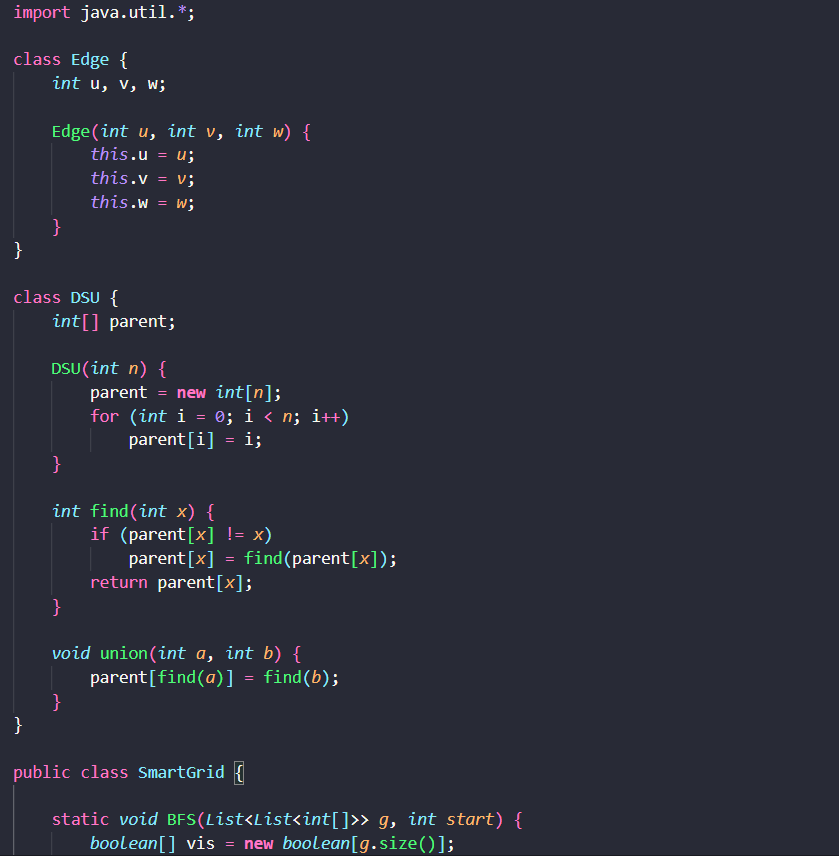 import java.util.*;
class Edge {
int u, v, w;
Edge(int u, int v, int w) {
this.u = u;
this.v = v;
this.w = w;
}
}
class DSU {
int[] parent;
DSU(int n) {
parent = new int[n];
for (int i = 0; i < n; i++)
parent[i] = i;
}
int find(int x) {
if (parent[x] != x)
parent[x] = find(parent[x]);
return parent[x];
}
void union(int a, int b) {
parent[find(a)] = find(b);
}
}
public class SmartGrid {
static void BFS(List<List<int[]>> g, int start) {
boolean[] vis = new boolean[g.size()];